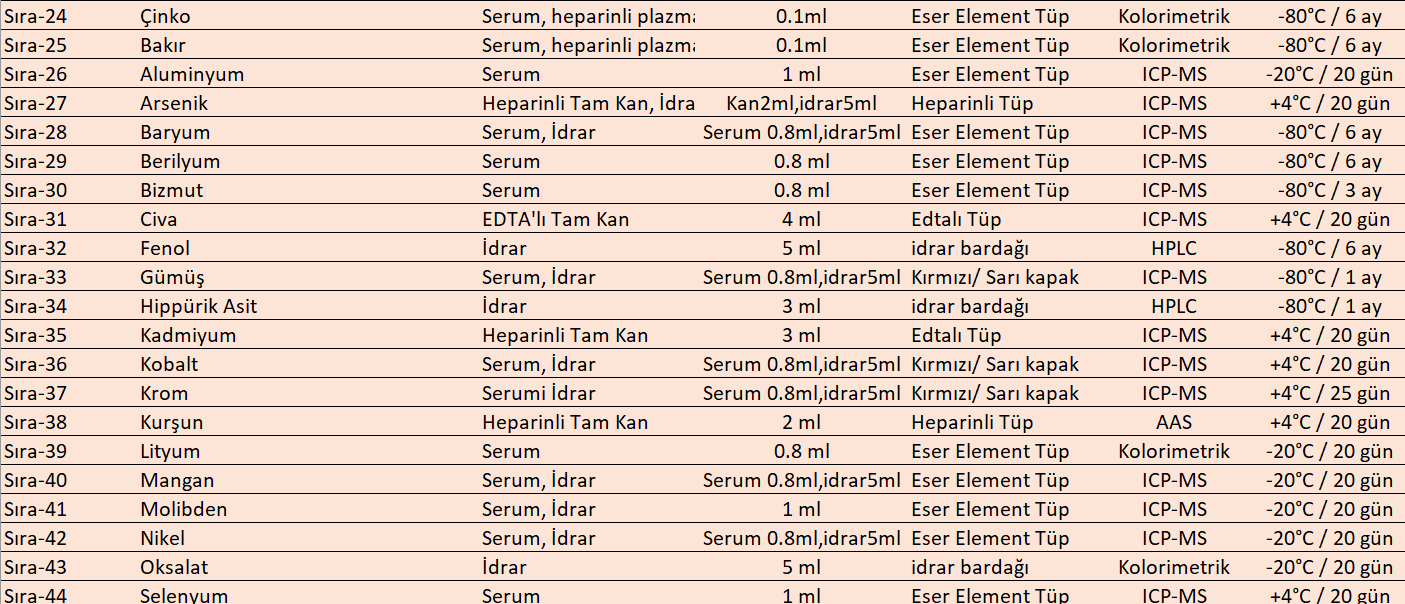 Sıra-24 Çinko Serum, heparinli plazma 0.1ml Eser Element Tüp Kolorimetrik -80°C / 6 ay
Sıra-25 Bakır Serum, heparinli plazma 0.1ml Eser Element Tüp Kolorimetrik -80°C / 6 ay
Sıra-26 Aluminyum Serum 1 ml Eser Element Tüp ICP-MS -20°C / 20 gün
Sıra-27 Arsenik Heparinli Tam Kan, İdra Kan2ml,idrar5ml Heparinli Tüp ICP-MS +4°C / 20 gün
Sıra-28 Baryum Serum, İdrar Serum 0.8ml,idrar5ml Eser Element Tüp ICP-MS -80°C / 6 ay
Sıra-29 Berilyum Serum 0.8 ml Eser Element Tüp ICP-MS -80°C / 6 ay
Sıra-30 Bizmut Serum 0.8 ml Eser Element Tüp ICP-MS -80°C / 3 ay
Sıra-31 Civa EDTA'lı Tam Kan 4 ml Edtalı Tüp ICP-MS +4°C / 20 gün
Sıra-32 Fenol İdrar 5 ml idrar bardağı HPLC -80°C / 6 ay
Sıra-33 Gümüş Serum, İdrar Serum 0.8ml,idrar5ml Kırmızı/ Sarı kapak ICP-MS -80°C / 1 ay
Sıra-34 Hippürik Asit İdrar 3 ml idrar bardağı HPLC -80°C / 1 ay
Sıra-35 Kadmiyum Heparinli Tam Kan 3 ml Edtalı Tüp ICP-MS +4°C / 20 gün
Sıra-36 Kobalt Serum, İdrar Serum 0.8ml,idrar5ml Kırmızı/ Sarı kapak ICP-MS +4°C / 20 gün
Sıra-37 Krom Serumi İdrar Serum 0.8ml,idrar5ml Kırmızı/ Sarı kapak ICP-MS +4°C / 25 gün
Sıra-38 Kurşun Heparinli Tam Kan 2 ml Heparinli Tüp AAS +4°C / 20 gün
Sıra-39 Lityum Serum 0.8 ml Eser Element Tüp Kolorimetrik -20°C / 20 gün
Sıra-40 Mangan Serum, İdrar Serum 0.8ml,idrar5ml Eser Element Tüp ICP-MS -20°C / 20 gün
Sıra-41 Molibden Serum, İdrar 1 ml Eser Element Tüp ICP-MS -20°C / 20 gün
Sıra-42 Nikel Serum, İdrar Serum 0.8ml,idrar5ml Eser Element Tüp ICP-MS -20°C / 20 gün
Sıra-43 Oksalat İdrar 5 ml idrar bardağı Kolorimetrik -20°C / 20 gün
Sıra-44 Selenyum Serum 1 ml Eser Element Tüp ICP-MS +4°C / 20 gün